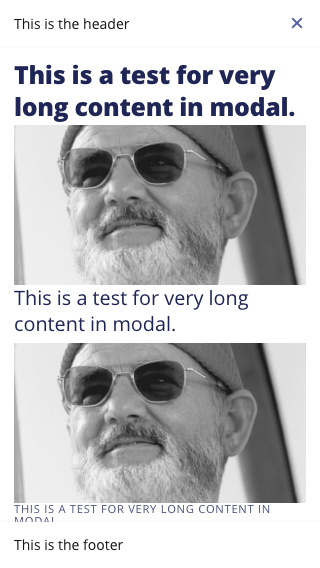 This is the header
This is a test for very
long content in modal.
This is a test for very long
content in modal.
THIS IS A TEST FOR VERY LONG CONTENT IN
MODAL
This is the footer